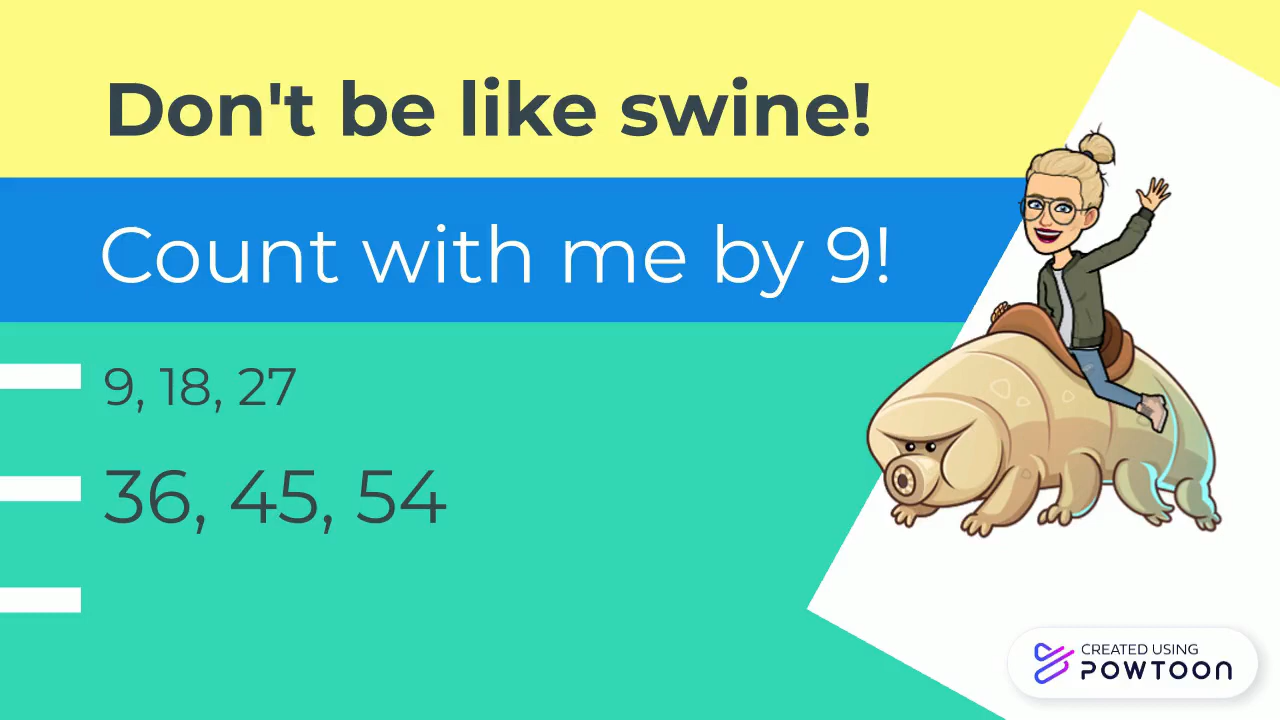 Don't be like swine!
Count with me by 9!
9, 18, 27
36, 45, 54
CREATED USING
POWTOON